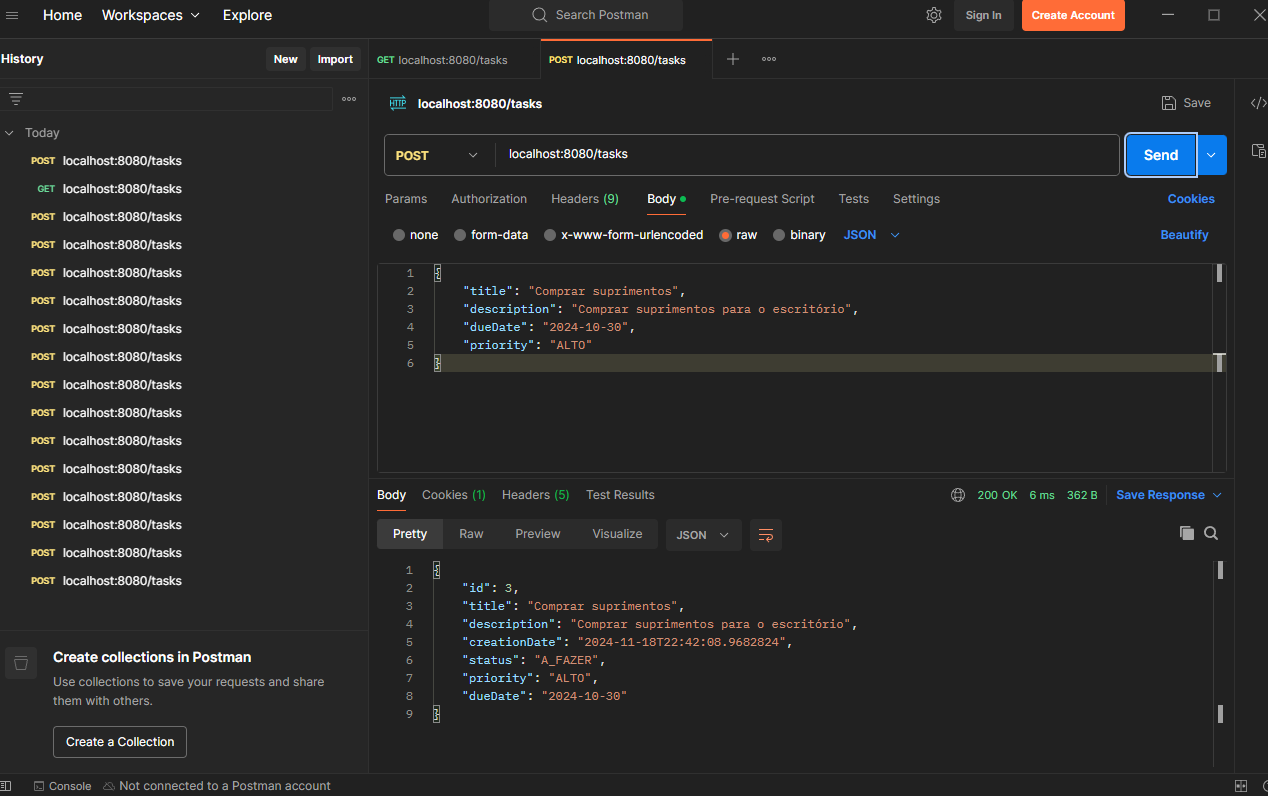 Home Workspaces Explore Search Postman Sign In Create Account
History New Import
GET localhost:8080/tasks POST localhost:8080/tasks
HTTP localhost:8080/tasks Save
Today
POST localhost:8080/tasks
GET localhost:8080/tasks
POST localhost:8080/tasks
POST localhost:8080/tasks
POST localhost:8080/tasks
POST localhost:8080/tasks
POST localhost:8080/tasks
POST localhost:8080/tasks
POST localhost:8080/tasks
POST localhost:8080/tasks
POST localhost:8080/tasks
POST localhost:8080/tasks
POST localhost:8080/tasks
POST localhost:8080/tasks
POST localhost:8080/tasks
POST localhost:8080/tasks
Create collections in Postman
Use collections to save your requests and share
them with others.
Create a Collection
POST localhost:8080/tasks Send
Params Authorization Headers (9) Body Pre-request Script Tests Settings Cookies
none form-data x-www-form-urlencoded raw binary JSON Beautify
1 {
2 "title": "Comprar suprimentos",
3 "description": "Comprar suprimentos para o escritório",
4 "dueDate": "2024-10-30",
5 "priority": "ALTO"
6 }
Body Cookies (1) Headers (5) Test Results 200 OK 6 ms 362 B Save Response
Pretty Raw Preview Visualize JSON
1 {
2 "id": 3,
3 "title": "Comprar suprimentos",
4 "description": "Comprar suprimentos para o escritório",
5 "creationDate": "2024-11-18T22:42:08.9682824",
6 "status": "A_FAZER",
7 "priority": "ALTO",
8 "dueDate": "2024-10-30"
9 }
Console Not connected to a Postman account